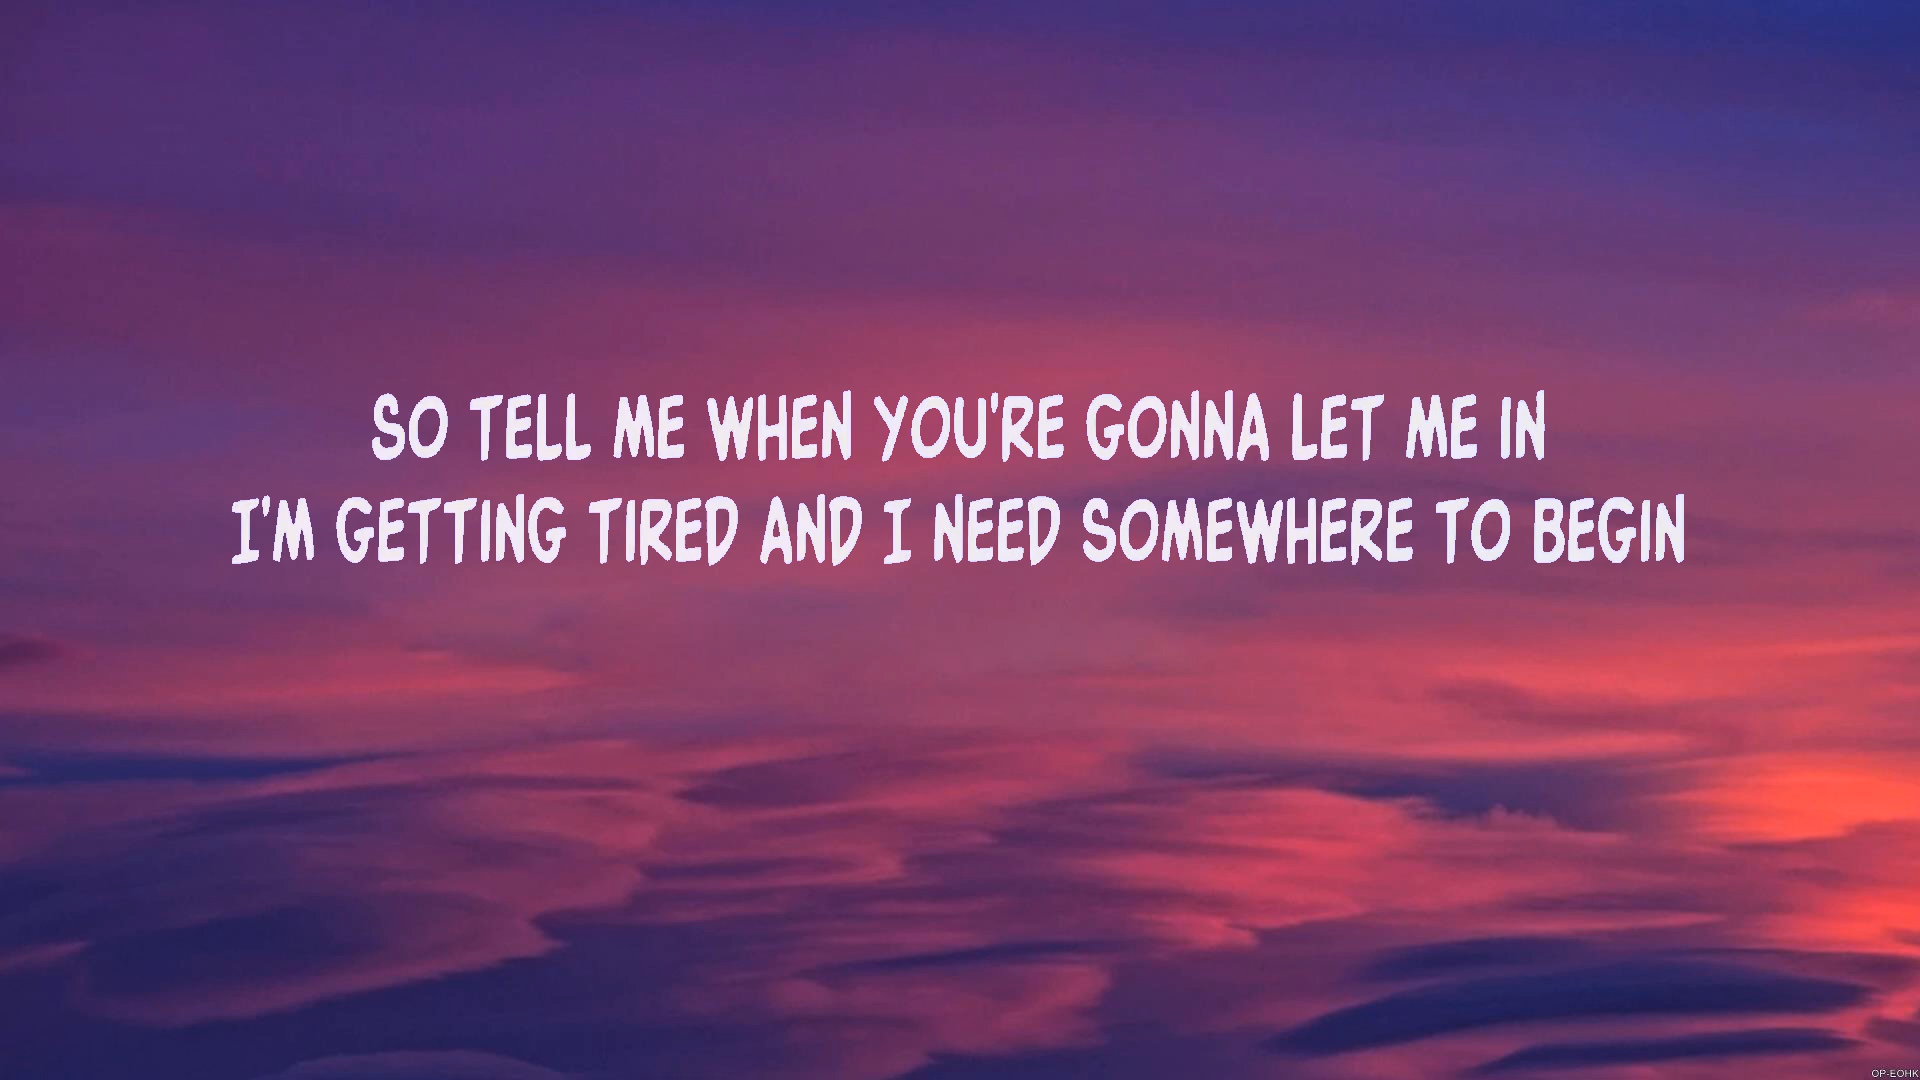 SO TELL ME WHEN YOU'RE GONNA LET ME IN
I'M GETTING TIRED AND I NEED SOMEWHERE TO BEGIN
OP-EOHK